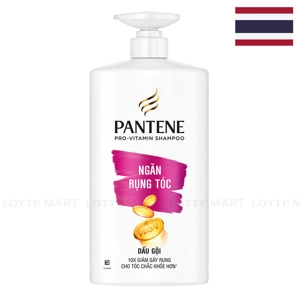 PANTENE
PRO-VITAMIN SHAMPOO
NGĂN
RỤNG TÓC
PRO-V
DẦU GỘI
10X GIẢM GÃY RỤNG
CHO TÓC CHẮC KHỎE HƠN*
LOTTE MART